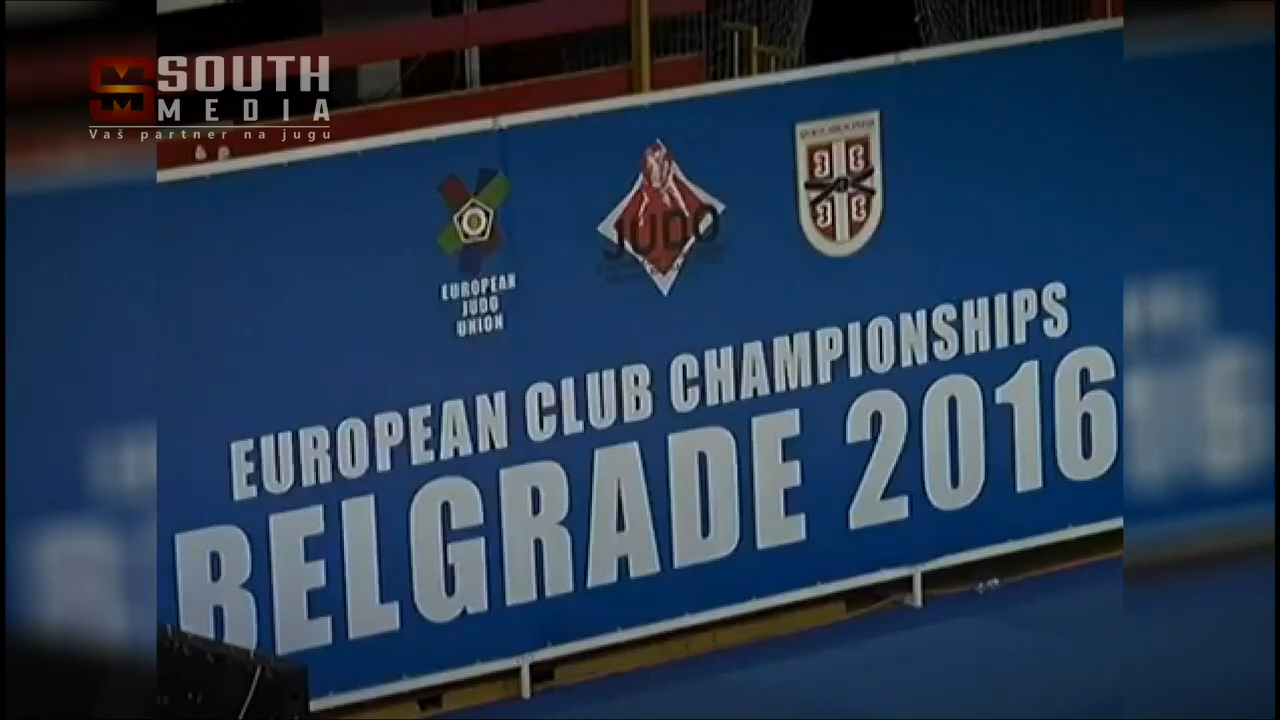 SOUTH
MEDIA
Vaš partner na jugu
EUROPEAN
JUDO
UNION
JUDO
EUROPEAN CLUB CHAMPIONSHIPS
BELGRADE 2016